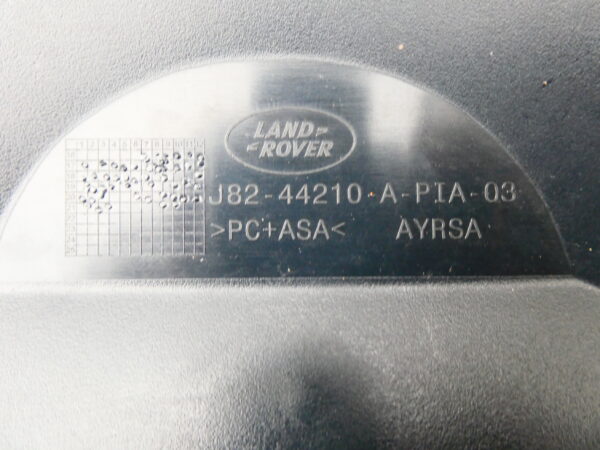 LAND
ROVER
J82-44210-A-PIA-03
>PC+ASA< AYRSA